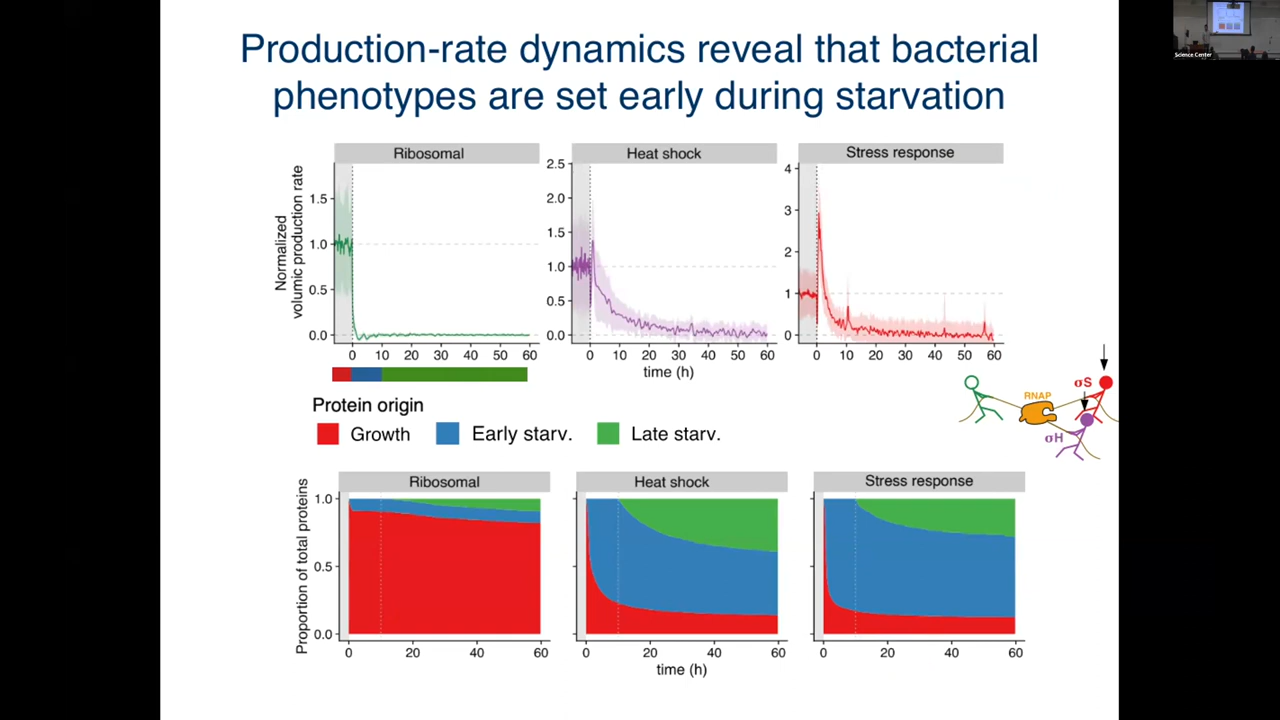 Production-rate dynamics reveal that bacterial
phenotypes are set early during starvation
Science Center
Ribosomal
Heat shock
Stress response
Normalized
volumic production rate
1.5
1.0
0.5
0.0
0 10 20 30 40 50 60
2.5
2.0
1.5
1.0
0.5
0.0
0 10 20 30 40 50 60
4
3
2
1
0
0 10 20 30 40 50 60
time (h)
Protein origin
Growth
Early starv.
Late starv.
RNAP
σS
σH
Ribosomal
Heat shock
Stress response
Proportion of total proteins
1.0
0.5
0.0
0 20 40 60
0 20 40 60
0 20 40 60
time (h)